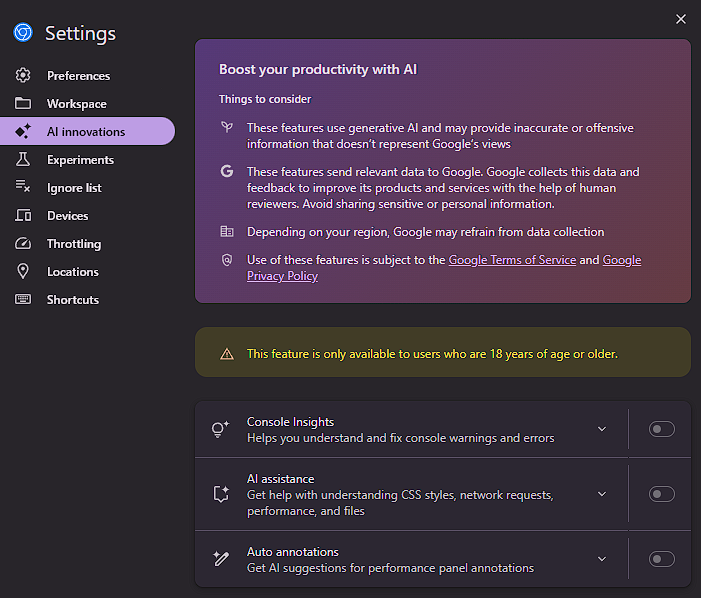 Settings
Preferences
Workspace
AI innovations
Experiments
Ignore list
Devices
Throttling
Locations
Shortcuts
Boost your productivity with AI
Things to consider
These features use generative AI and may provide inaccurate or offensive
information that doesn’t represent Google’s views
These features send relevant data to Google. Google collects this data and
feedback to improve its products and services with the help of human
reviewers. Avoid sharing sensitive or personal information.
Depending on your region, Google may refrain from data collection
Use of these features is subject to the Google Terms of Service and Google
Privacy Policy
This feature is only available to users who are 18 years of age or older.
Console Insights
Helps you understand and fix console warnings and errors
AI assistance
Get help with understanding CSS styles, network requests,
performance, and files
Auto annotations
Get AI suggestions for performance panel annotations